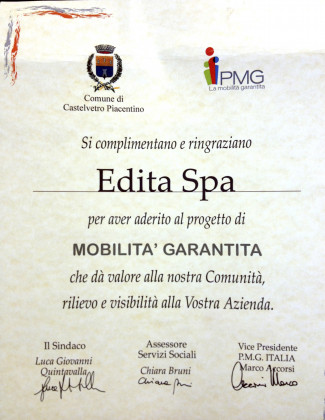 Comune di
Castelvetro Piacentino
PMG
La mobilità garantita
Si complimentano e ringraziano
Edita Spa
per aver aderito al progetto di
MOBILITA' GARANTITA
che dà valore alla nostra Comunità,
rilievo e visibilità alla Vostra Azienda.
Il Sindaco
Luca Giovanni
Quintavalla
Assessore
Servizi Sociali
Chiara Bruni
Chiara Bruni
Vice Presidente
P.M.G. ITALIA
Marco Accorsi